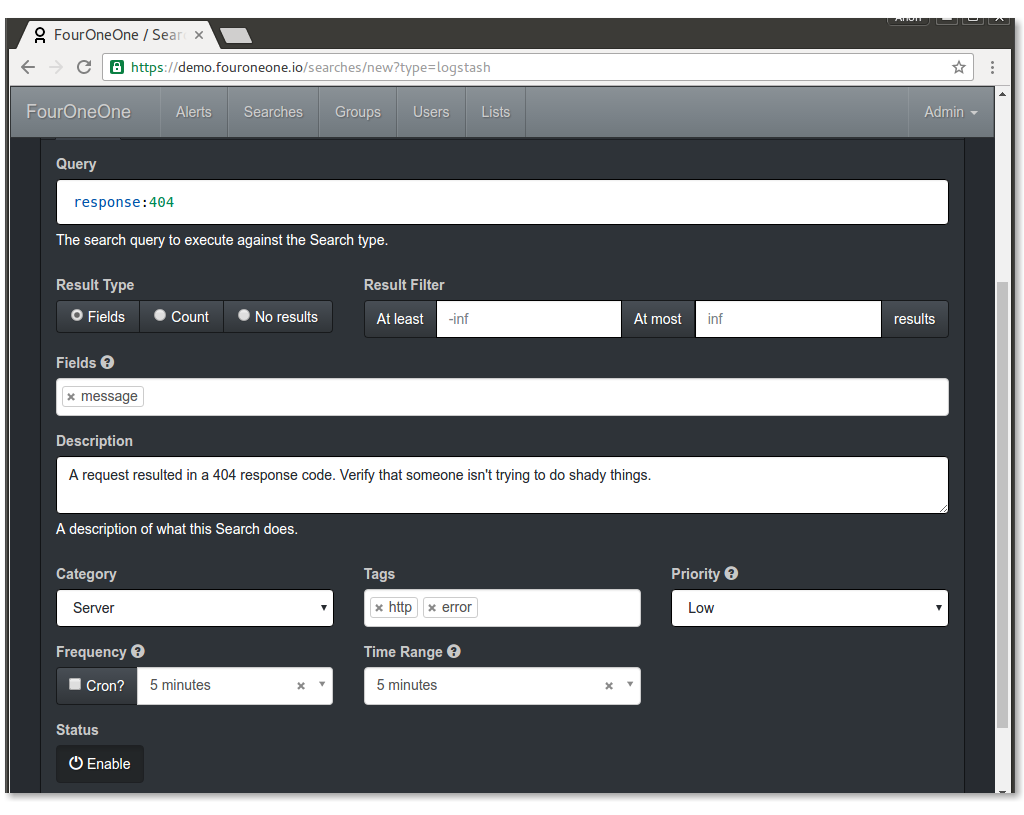 Anon
FourOneOne / Sear
https://demo.fouroneone.io/searches/new?type=logstash
FourOneOne Alerts Searches Groups Users Lists Admin
Query
response:404
The search query to execute against the Search type.
Result Type Result Filter
Fields Count No results At least -inf At most inf results
Fields
message
Description
A request resulted in a 404 response code. Verify that someone isn't trying to do shady things.
A description of what this Search does.
Category Tags Priority
Server http error Low
Frequency Time Range
Cron? 5 minutes 5 minutes
Status
Enable